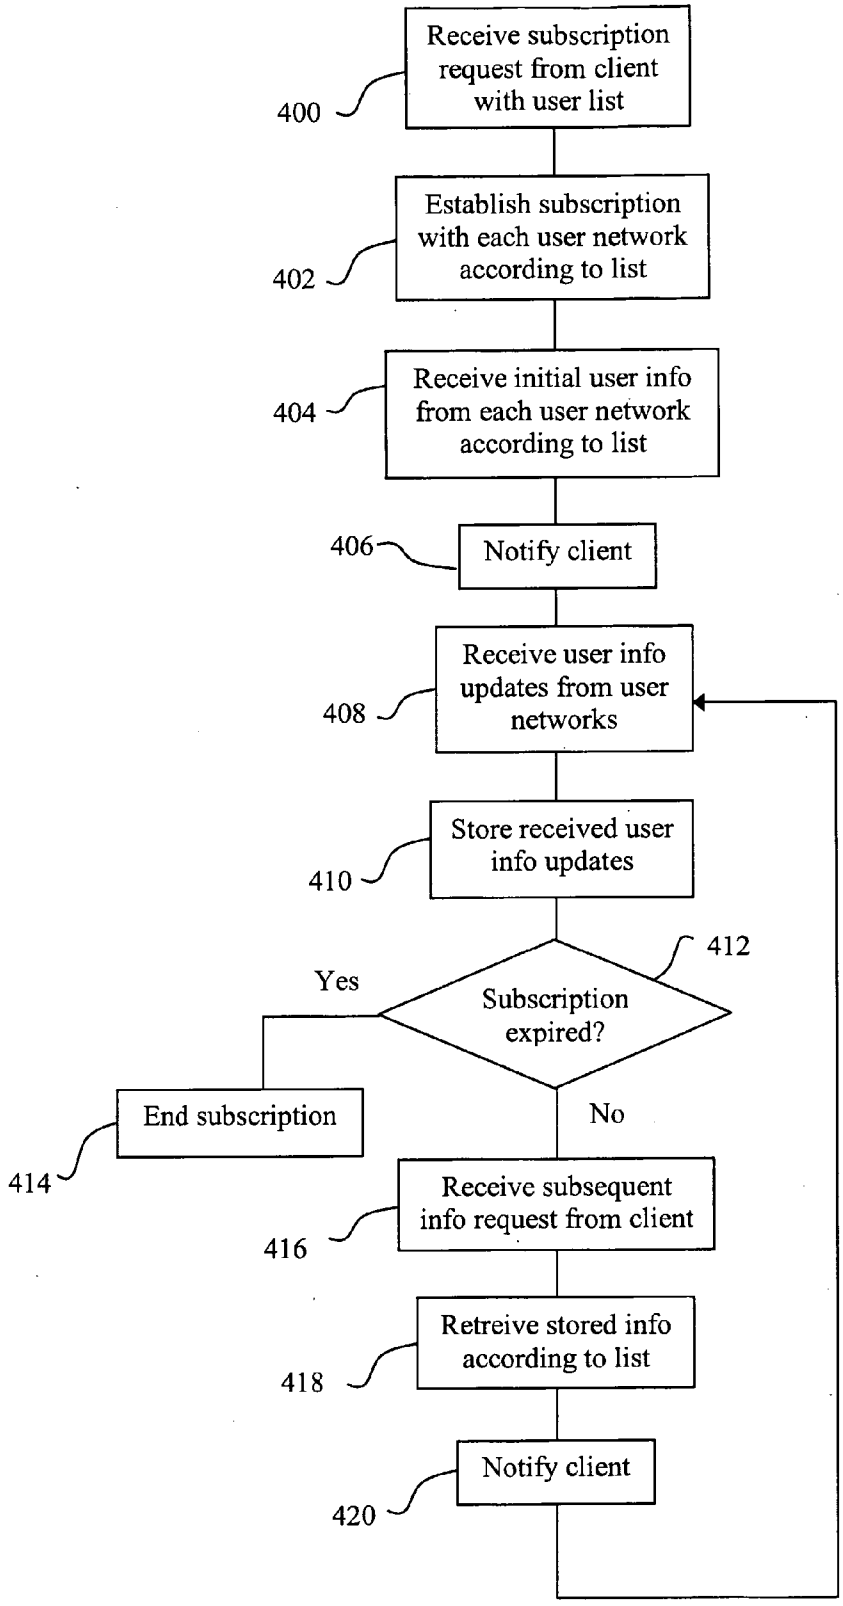 Receive subscription
request from client
with user list
400
Establish subscription
with each user network
according to list
402
Receive initial user info
from each user network
according to list
404
406
Notify client
Receive user info
updates from user
networks
408
Store received user
info updates
410
412
Yes
Subscription
expired?
End subscription
No
414
Receive subsequent
info request from client
416
Retreive stored info
according to list
418
Notify client
420